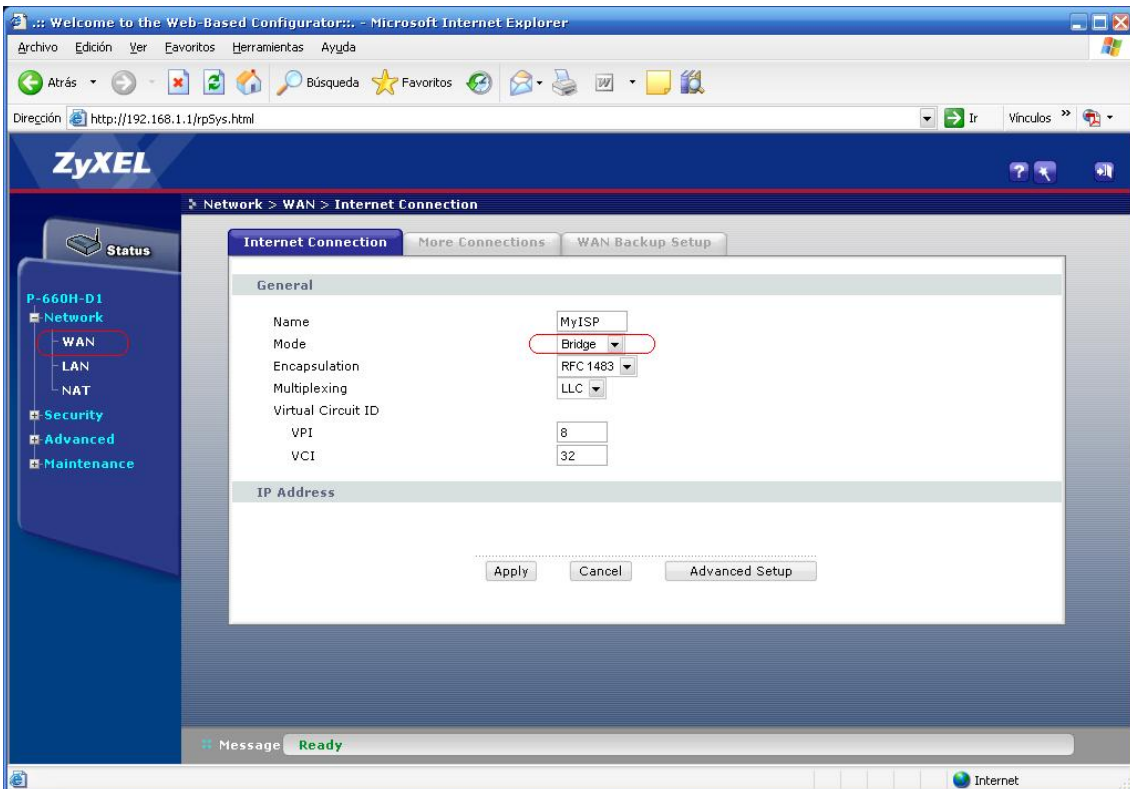 .:: Welcome to the Web-Based Configurator::. - Microsoft Internet Explorer
Archivo Edición Ver Favoritos Herramientas Ayuda
Atrás Búsqueda Favoritos
Dirección http://192.168.1.1/rpSys.html Ir Vínculos »
ZyXEL
Network > WAN > Internet Connection
Status
Internet Connection More Connections WAN Backup Setup
P-660H-D1
Network
WAN
LAN
NAT
Security
Advanced
Maintenance
General
Name MyISP
Mode Bridge
Encapsulation RFC 1483
Multiplexing LLC
Virtual Circuit ID
VPI 8
VCI 32
IP Address
Apply Cancel Advanced Setup
Message Ready
Internet